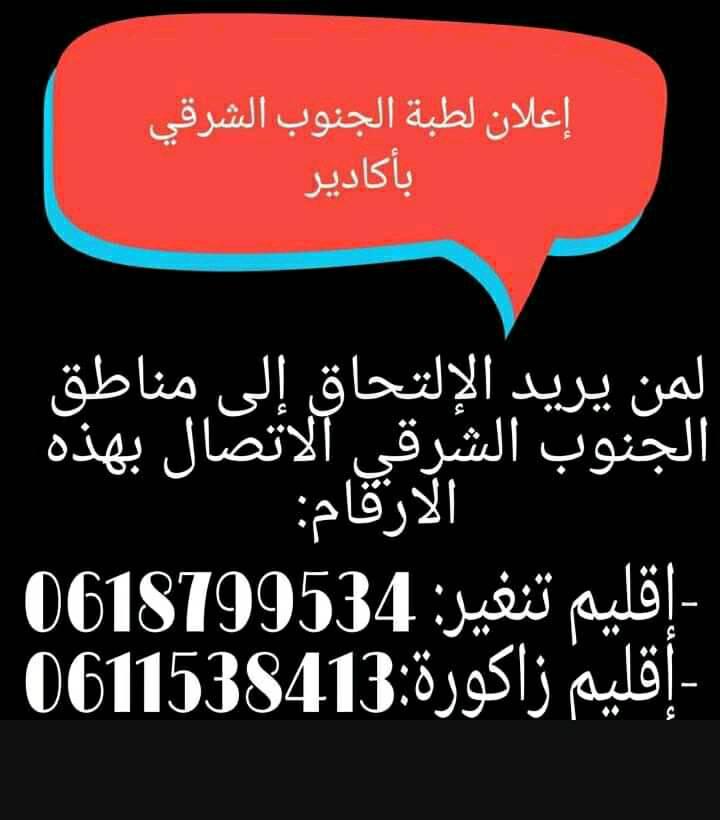 إعلان لطبة الجنوب الشرقي
بأكادير
لمن يريد الإلتحاق إلى مناطق
الجنوب الشرقي الاتصال بهذه
الارقام:
-إقليم تنغير: 0618799534
-إقليم زاكورة:0611538413